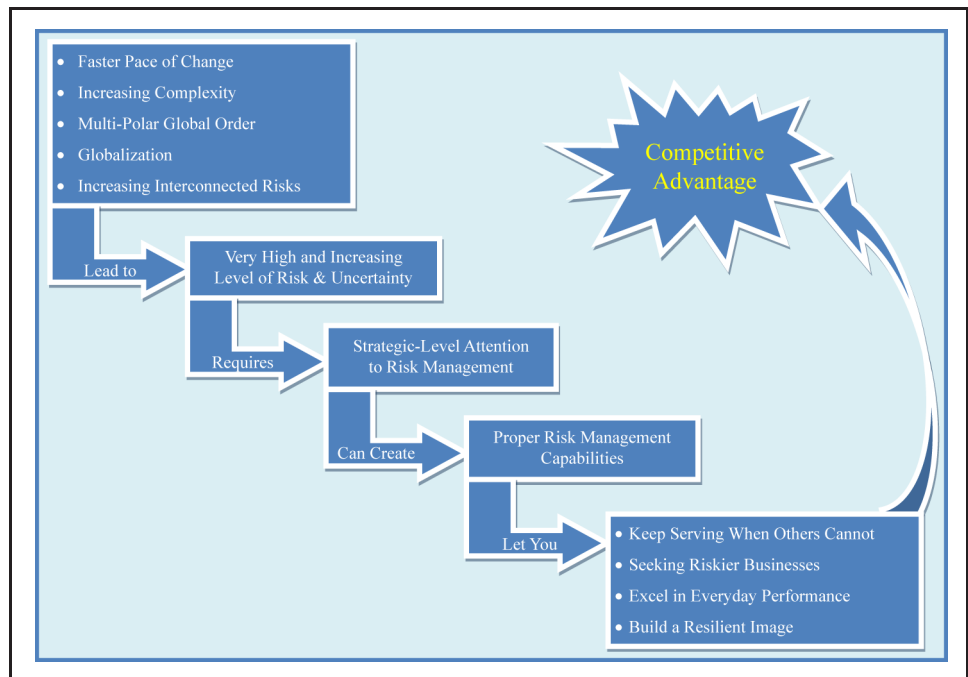 • Faster Pace of Change
• Increasing Complexity
• Multi-Polar Global Order
• Globalization
• Increasing Interconnected Risks
Competitive
Advantage
Lead to
Very High and Increasing
Level of Risk & Uncertainty
Requires
Strategic-Level Attention
to Risk Management
Can Create
Proper Risk Management
Capabilities
Let You
• Keep Serving When Others Cannot
• Seeking Riskier Businesses
• Excel in Everyday Performance
• Build a Resilient Image